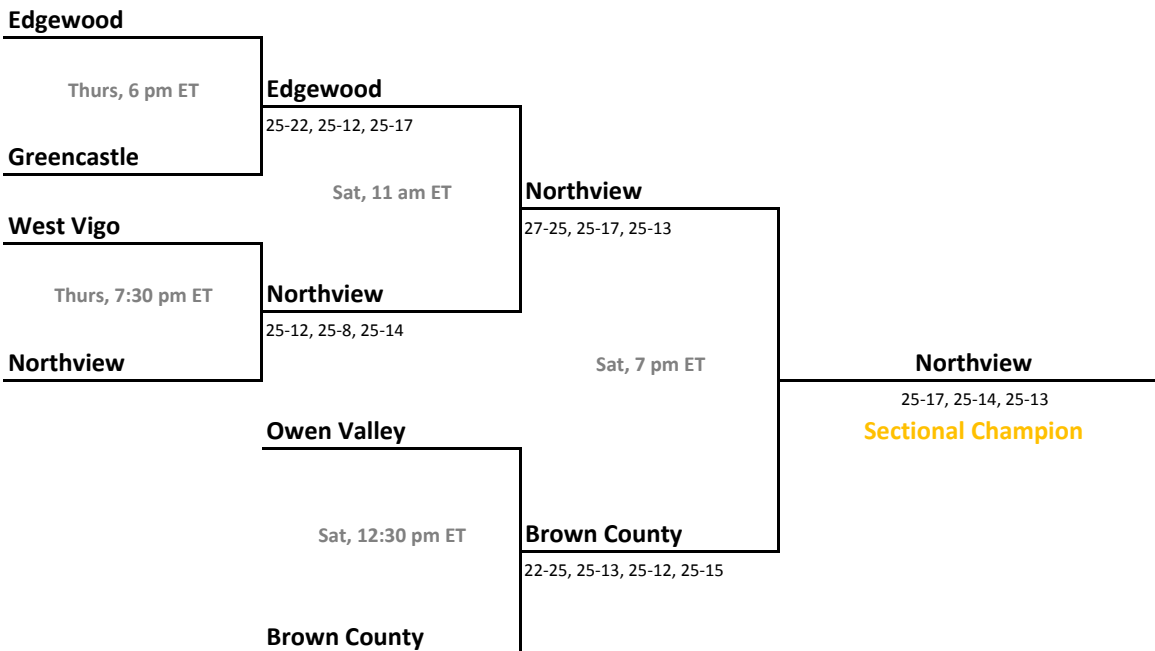 Edgewood
Thurs, 6 pm ET
Edgewood
25-22, 25-12, 25-17
Greencastle
Sat, 11 am ET
Northview
27-25, 25-17, 25-13
West Vigo
Thurs, 7:30 pm ET
Northview
25-12, 25-8, 25-14
Northview
Sat, 7 pm ET
Northview
25-17, 25-14, 25-13
Sectional Champion
Owen Valley
Sat, 12:30 pm ET
Brown County
22-25, 25-13, 25-12, 25-15
Brown County